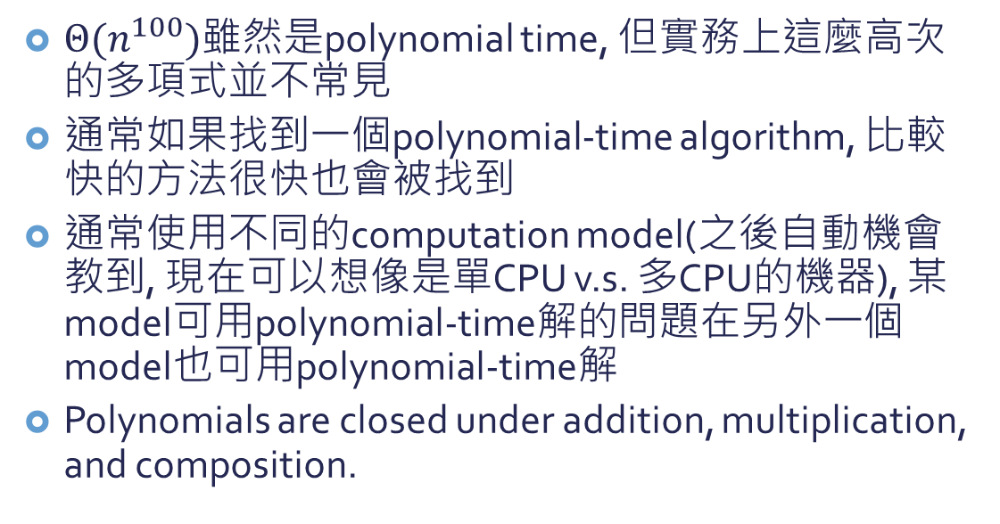 Θ(n^100)雖然是polynomial time, 但實務上這麼高次
的多項式並不常見
通常如果找到一個polynomial-time algorithm, 比較
快的方法很快也會被找到
通常使用不同的computation model(之後自動機會
教到, 現在可以想像是單CPU v.s. 多CPU的機器), 某
model可用polynomial-time解的問題在另外一個
model也可用polynomial-time解
Polynomials are closed under addition, multiplication,
and composition.